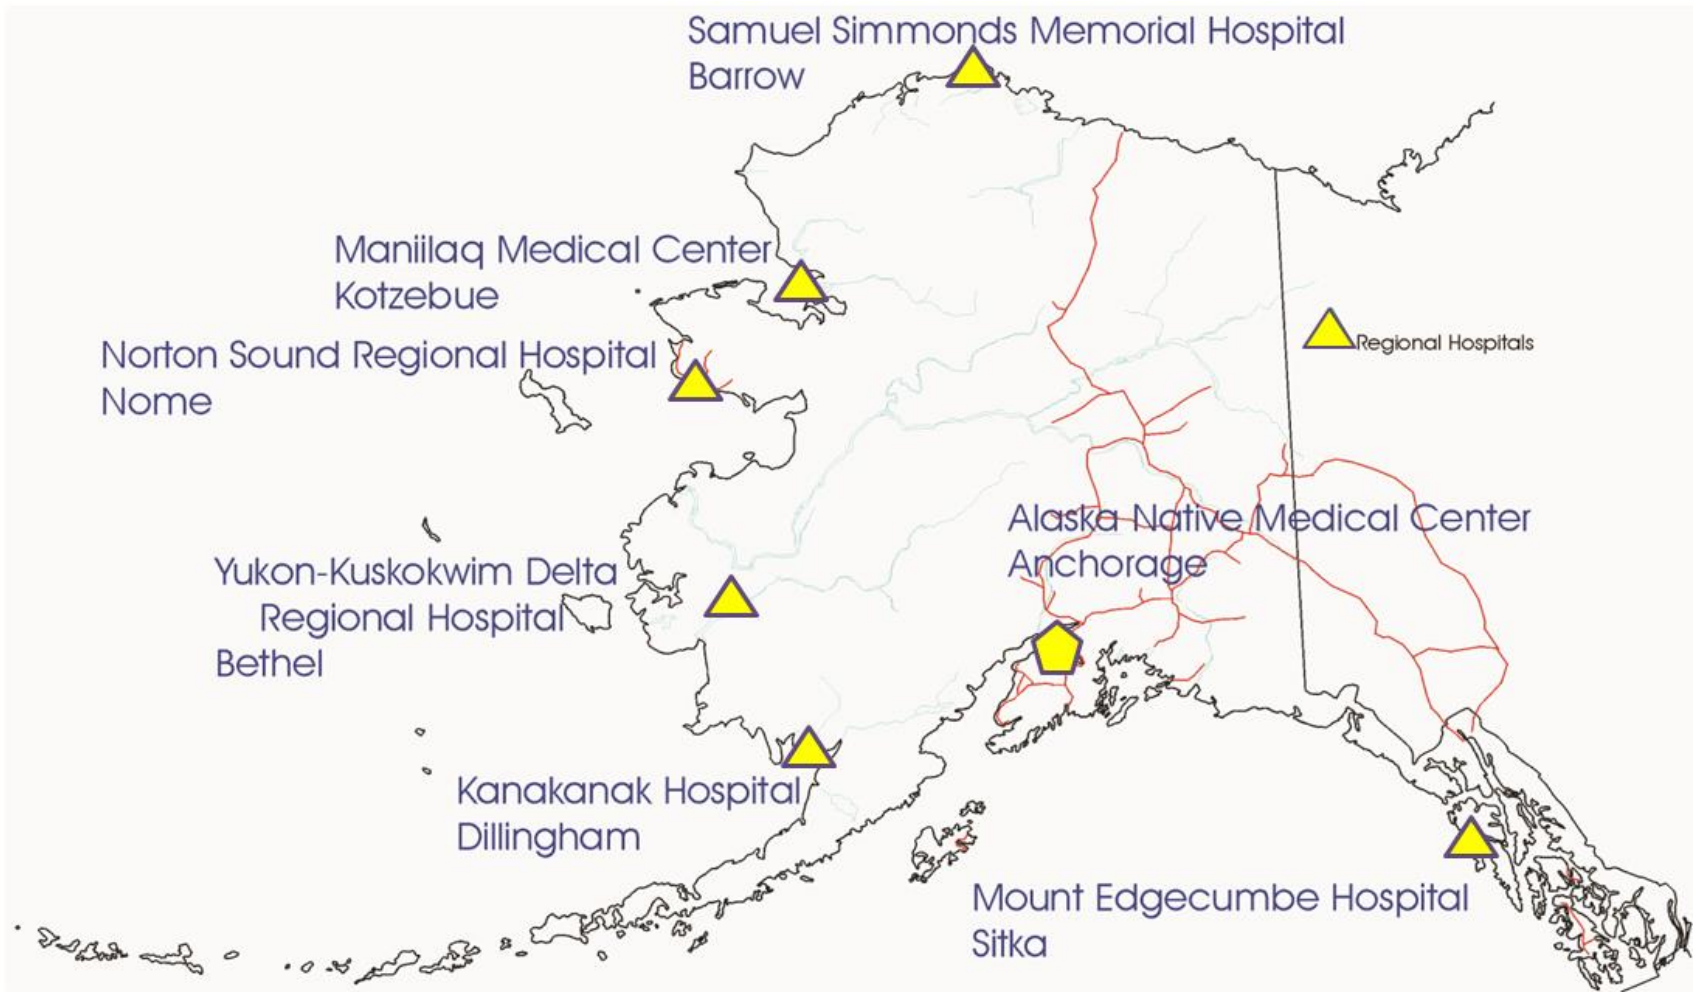 Samuel Simmonds Memorial Hospital
Barrow
Maniilaq Medical Center
Kotzebue
Norton Sound Regional Hospital
Nome
Regional Hospitals
Alaska Native Medical Center
Anchorage
Yukon-Kuskokwim Delta
Regional Hospital
Bethel
Kanakanak Hospital
Dillingham
Mount Edgecumbe Hospital
Sitka